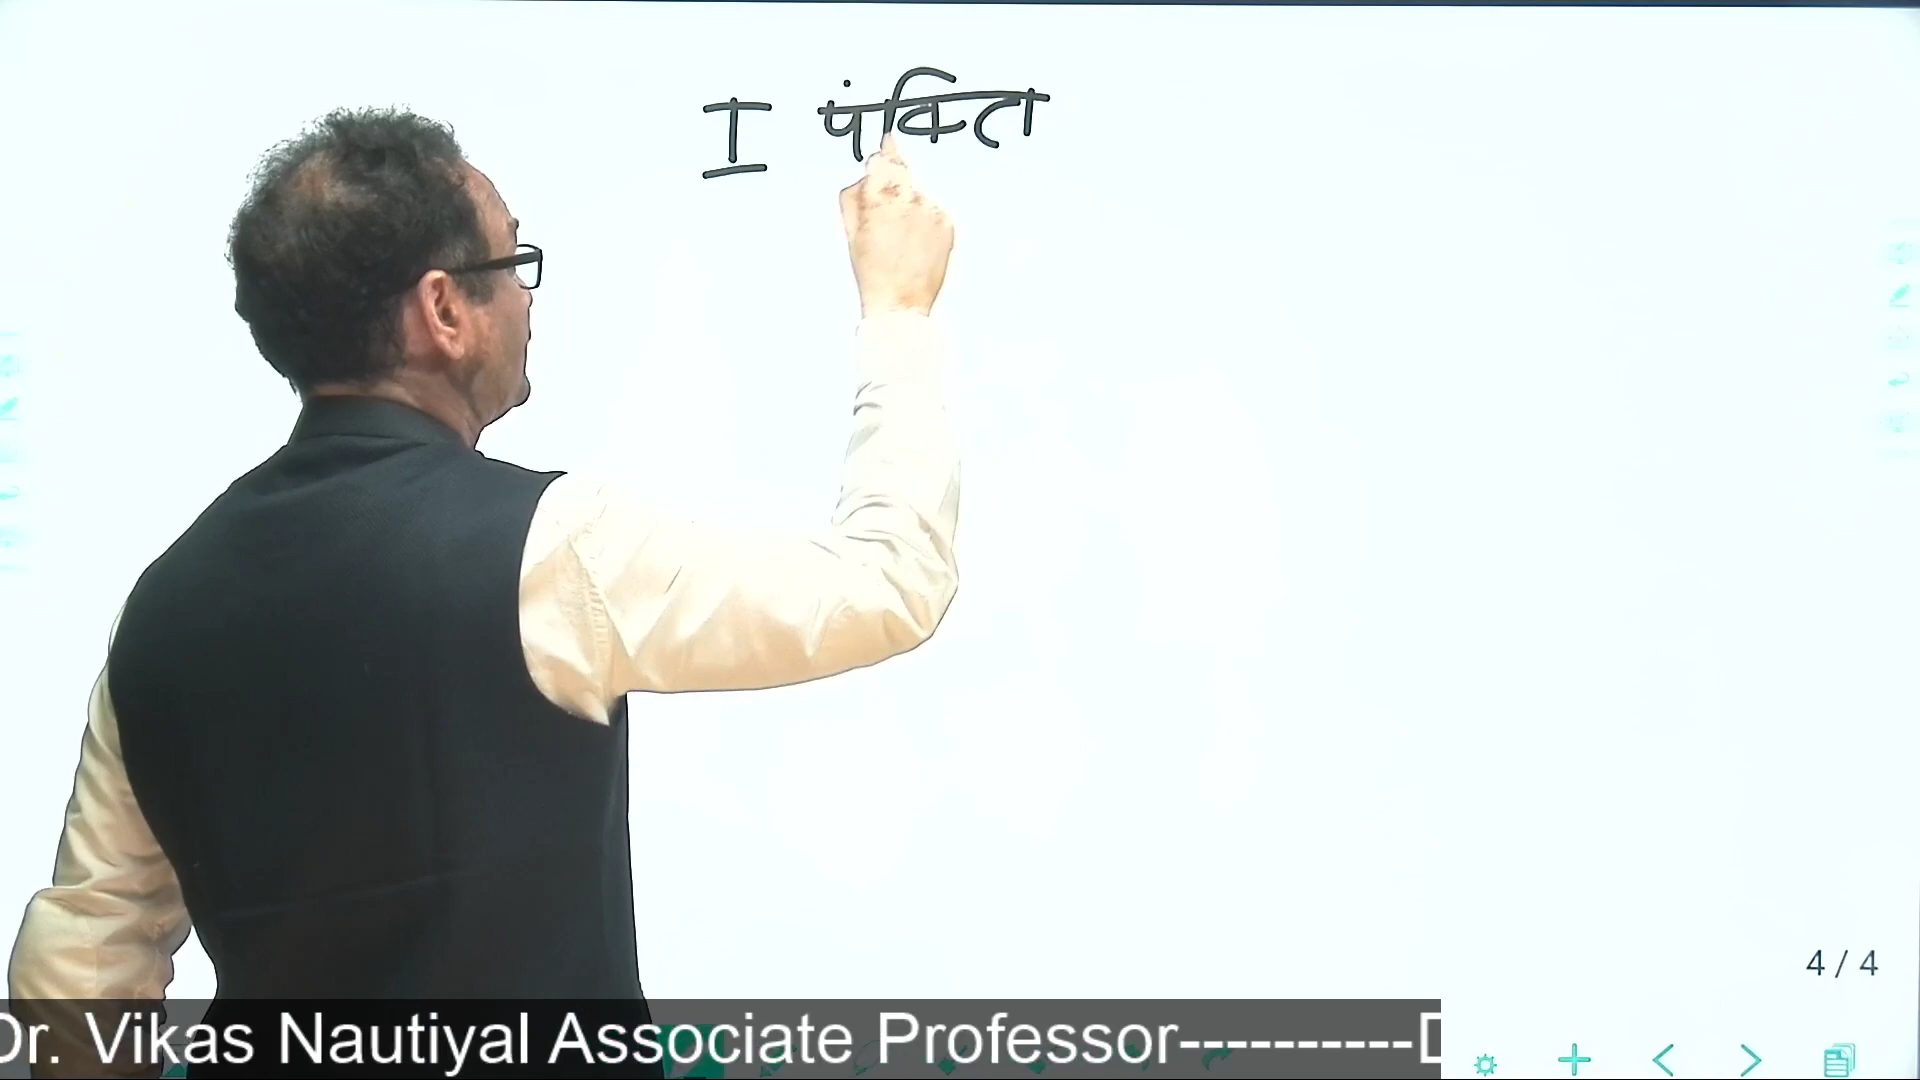 I पंक्ति
4 / 4
Dr. Vikas Nautiyal Associate Professor----------D